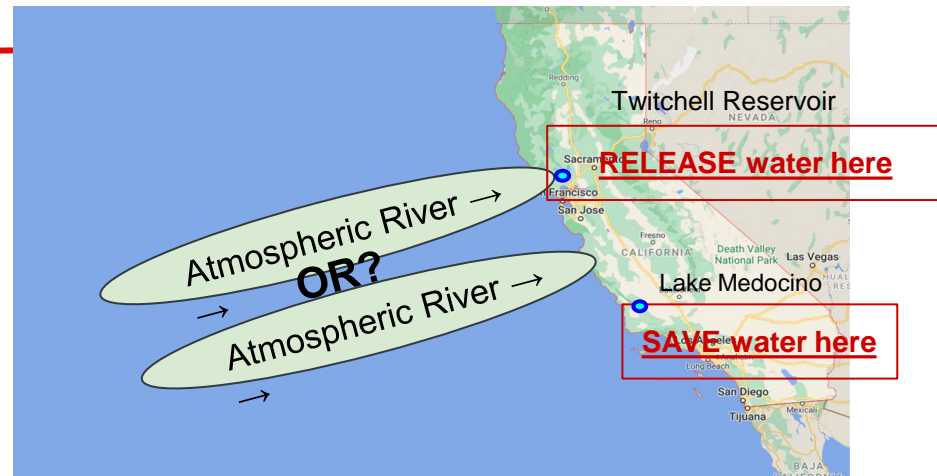 Redding
Twitchell Reservoir
Reno
NEVADA
Sacramento
RELEASE water here
Francisco
San Jose
Atmospheric River →
→
OR?
Fresno
CALIFORNIA
Death Valley
National Park
Las Vegas
Lake Medocino
Atmospheric River →
→
SAVE water here
Los Angeles
Long Beach
San Diego
Tijuana
Mexicali
BAJA